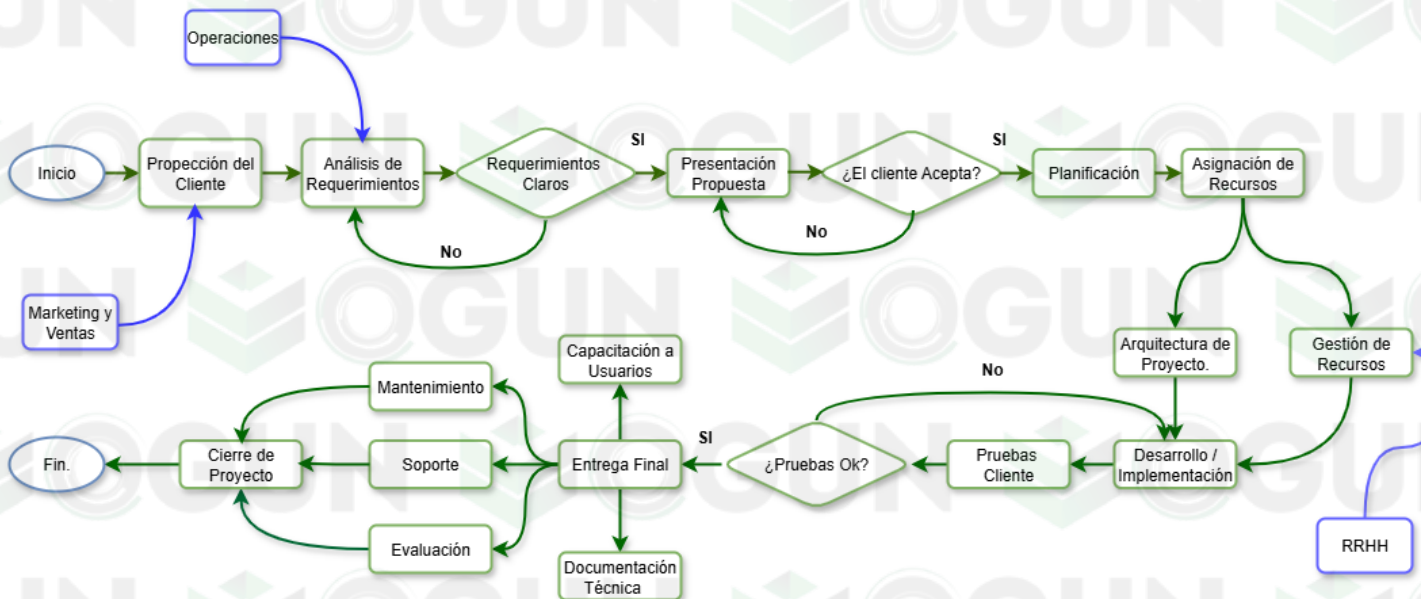 Operaciones
Inicio
Propección del
Cliente
Análisis de
Requerimientos
Requerimientos
Claros
SI
Presentación
Propuesta
¿El cliente Acepta?
SI
Planificación
Asignación de
Recursos
No
No
Marketing y
Ventas
Arquitectura de
Proyecto.
Gestión de
Recursos
Capacitación a
Usuarios
No
Mantenimiento
Fin.
Cierre de
Proyecto
Soporte
Entrega Final
SI
¿Pruebas Ok?
Pruebas
Cliente
Desarrollo /
Implementación
Evaluación
Documentación
Técnica
RRHH
OGUN